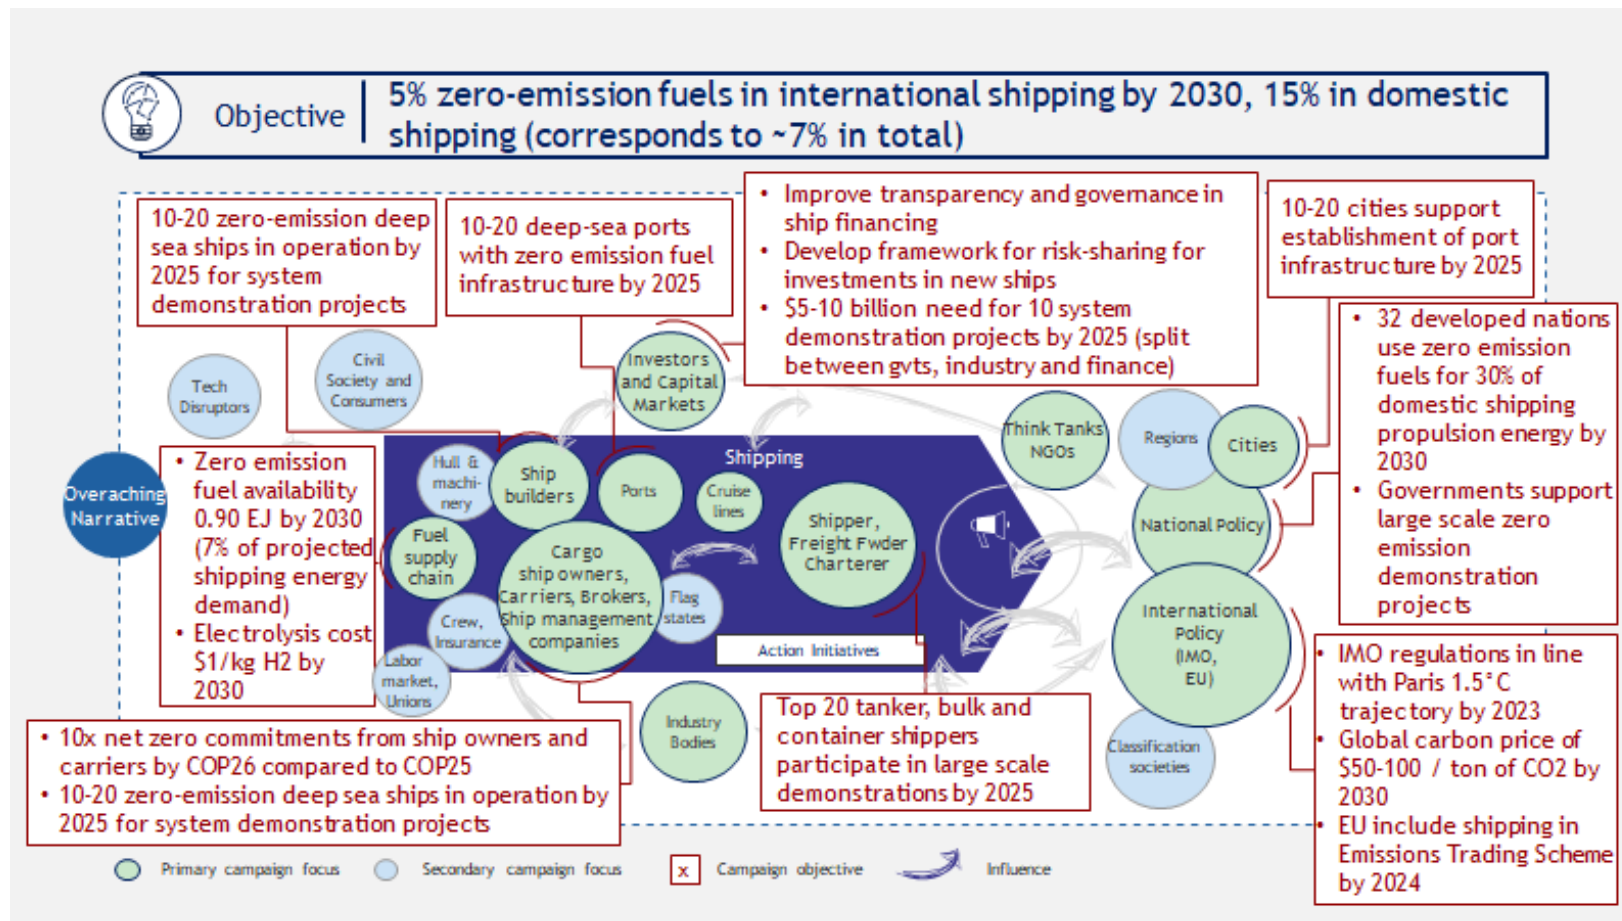 Objective
5% zero-emission fuels in international shipping by 2030, 15% in domestic
shipping (corresponds to ~7% in total)
10-20 zero-emission deep
sea ships in operation by
2025 for system
demonstration projects
10-20 deep-sea ports
with zero emission fuel
infrastructure by 2025
• Improve transparency and governance in
ship financing
• Develop framework for risk-sharing for
investments in new ships
• $5-10 billion need for 10 system
demonstration projects by 2025 (split
between gvts, industry and finance)
10-20 cities support
establishment of port
infrastructure by 2025
• 32 developed nations
use zero emission
fuels for 30% of
domestic shipping
propulsion energy by
2030
• Governments support
large scale zero
emission
demonstration
projects
Tech
Disruptors
Civil
Society and
Consumers
Investors
and Capital
Markets
Think Tanks
NGOs
Regions
Cities
Overaching
Narrative
• Zero emission
fuel availability
0.90 EJ by 2030
(7% of projected
shipping energy
demand)
• Electrolysis cost
$1/kg H2 by
2030
Shipping
Hull &
machi-
nery
Ship
builders
Ports
Cruise
lines
Shipper,
Freight Fwder
Charterer
National Policy
Fuel
supply
chain
Cargo
ship owners,
Carriers, Brokers,
Ship management
companies
Flag
states
Crew,
Insurance
Labor
market,
Unions
Action Initiatives
International
Policy
(IMO,
EU)
Industry
Bodies
Classification
societies
• 10x net zero commitments from ship owners and
carriers by COP26 compared to COP25
• 10-20 zero-emission deep sea ships in operation by
2025 for system demonstration projects
Top 20 tanker, bulk and
container shippers
participate in large scale
demonstrations by 2025
• IMO regulations in line
with Paris 1.5°C
trajectory by 2023
• Global carbon price of
$50-100 / ton of CO2 by
2030
• EU include shipping in
Emissions Trading Scheme
by 2024
Primary campaign focus
Secondary campaign focus
x
Campaign objective
Influence